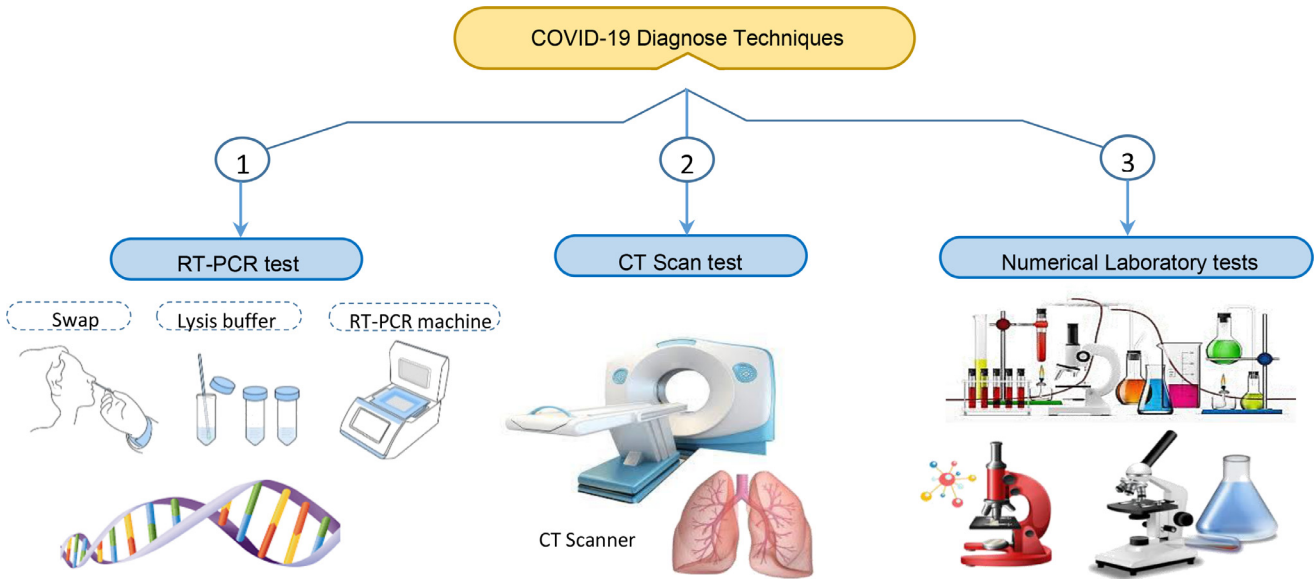 COVID-19 Diagnose Techniques
1
2
3
RT-PCR test
CT Scan test
Numerical Laboratory tests
Swap
Lysis buffer
RT-PCR machine
CT Scanner